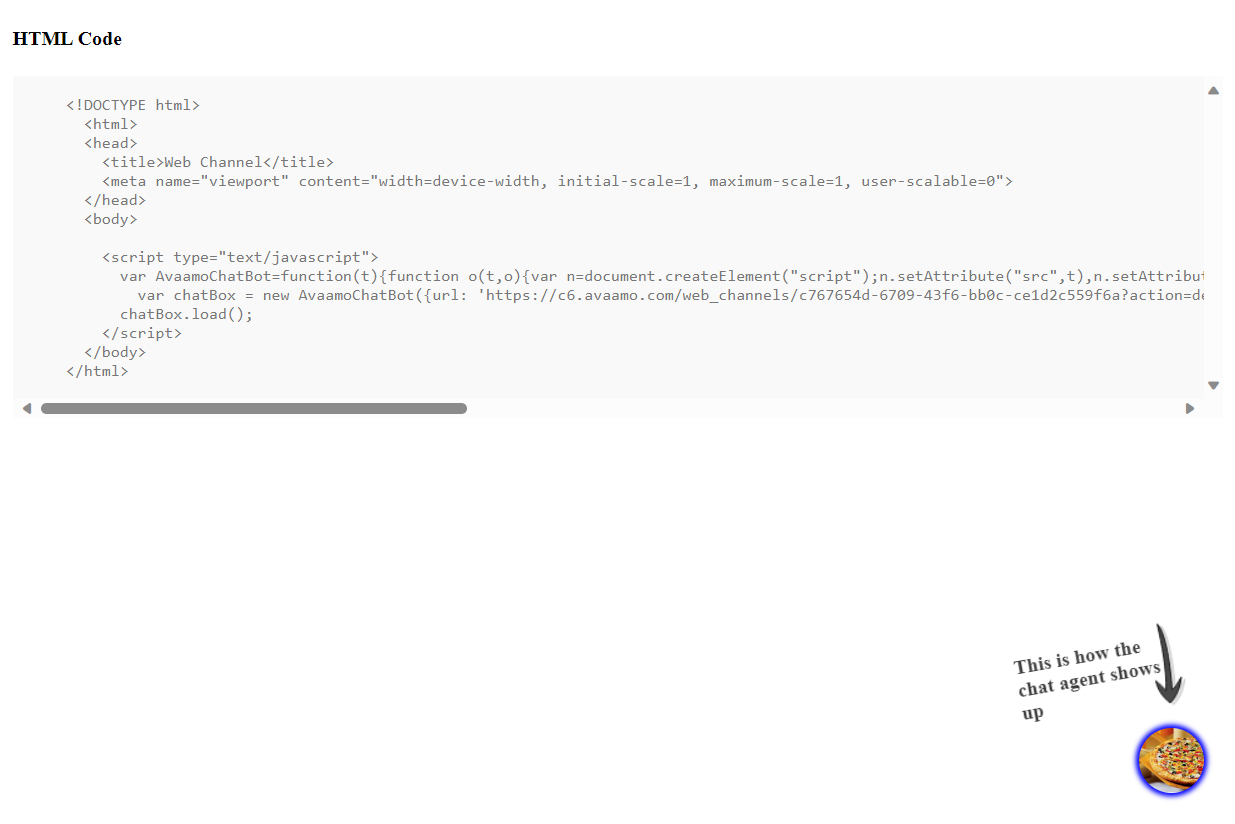 HTML Code
<!DOCTYPE html>
<html>
<head>
<title>Web Channel</title>
<meta name="viewport" content="width=device-width, initial-scale=1, maximum-scale=1, user-scalable=0">
</head>
<body>
<script type="text/javascript">
var AvaamoChatBot=function(t){function o(t,o){var n=document.createElement("script");n.setAttribute("src",t),n.setAttribut
var chatBox = new AvaamoChatBot({url: 'https://c6.avaamo.com/web_channels/c767654d-6709-43f6-bb0c-ce1d2c559f6a?action=de
chatBox.load();
</script>
</body>
</html>
This is how the
chat agent shows
up